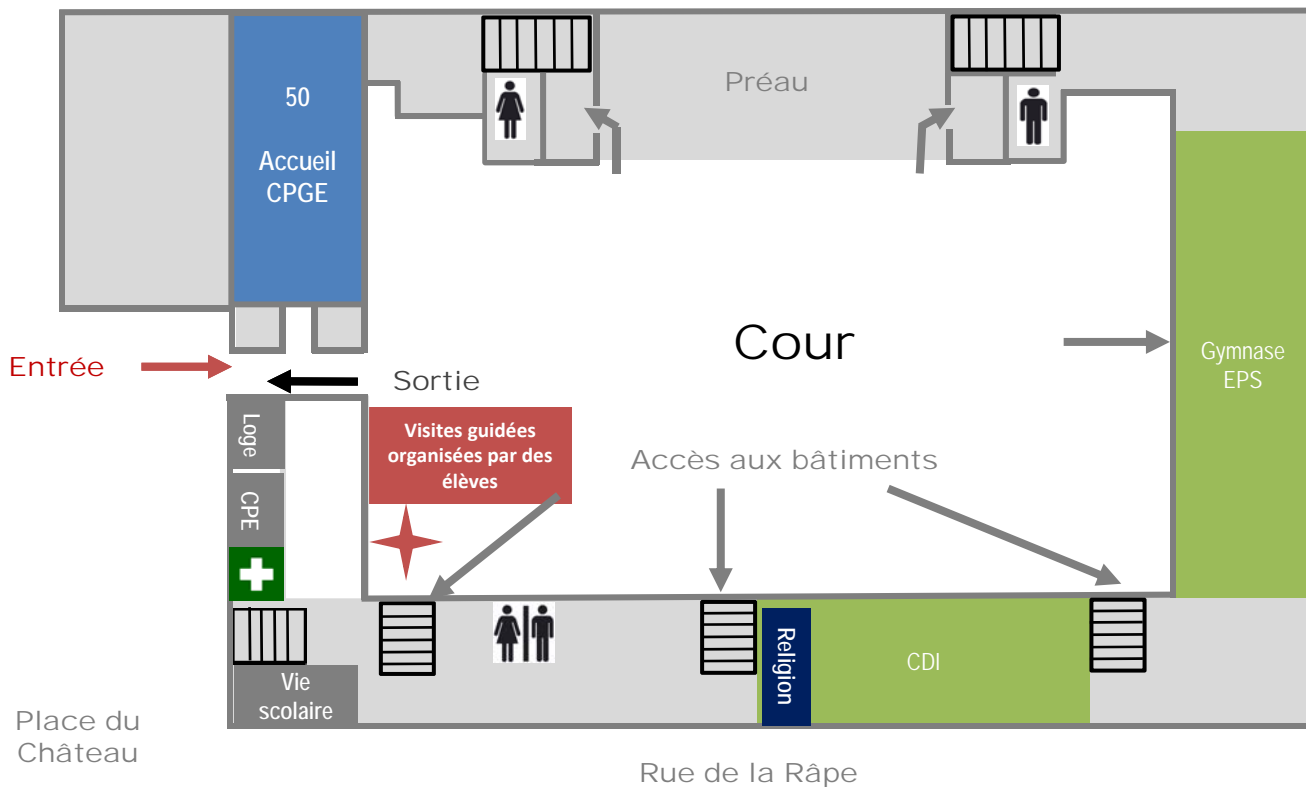 50
Accueil
CPGE
Préau
Entrée
Sortie
Cour
Gymnase
EPS
Loge
Visites guidées
organisées par des
élèves
Accès aux bâtiments
CPE
Religion
CDI
Vie
scolaire
Place du
Château
Rue de la Râpe